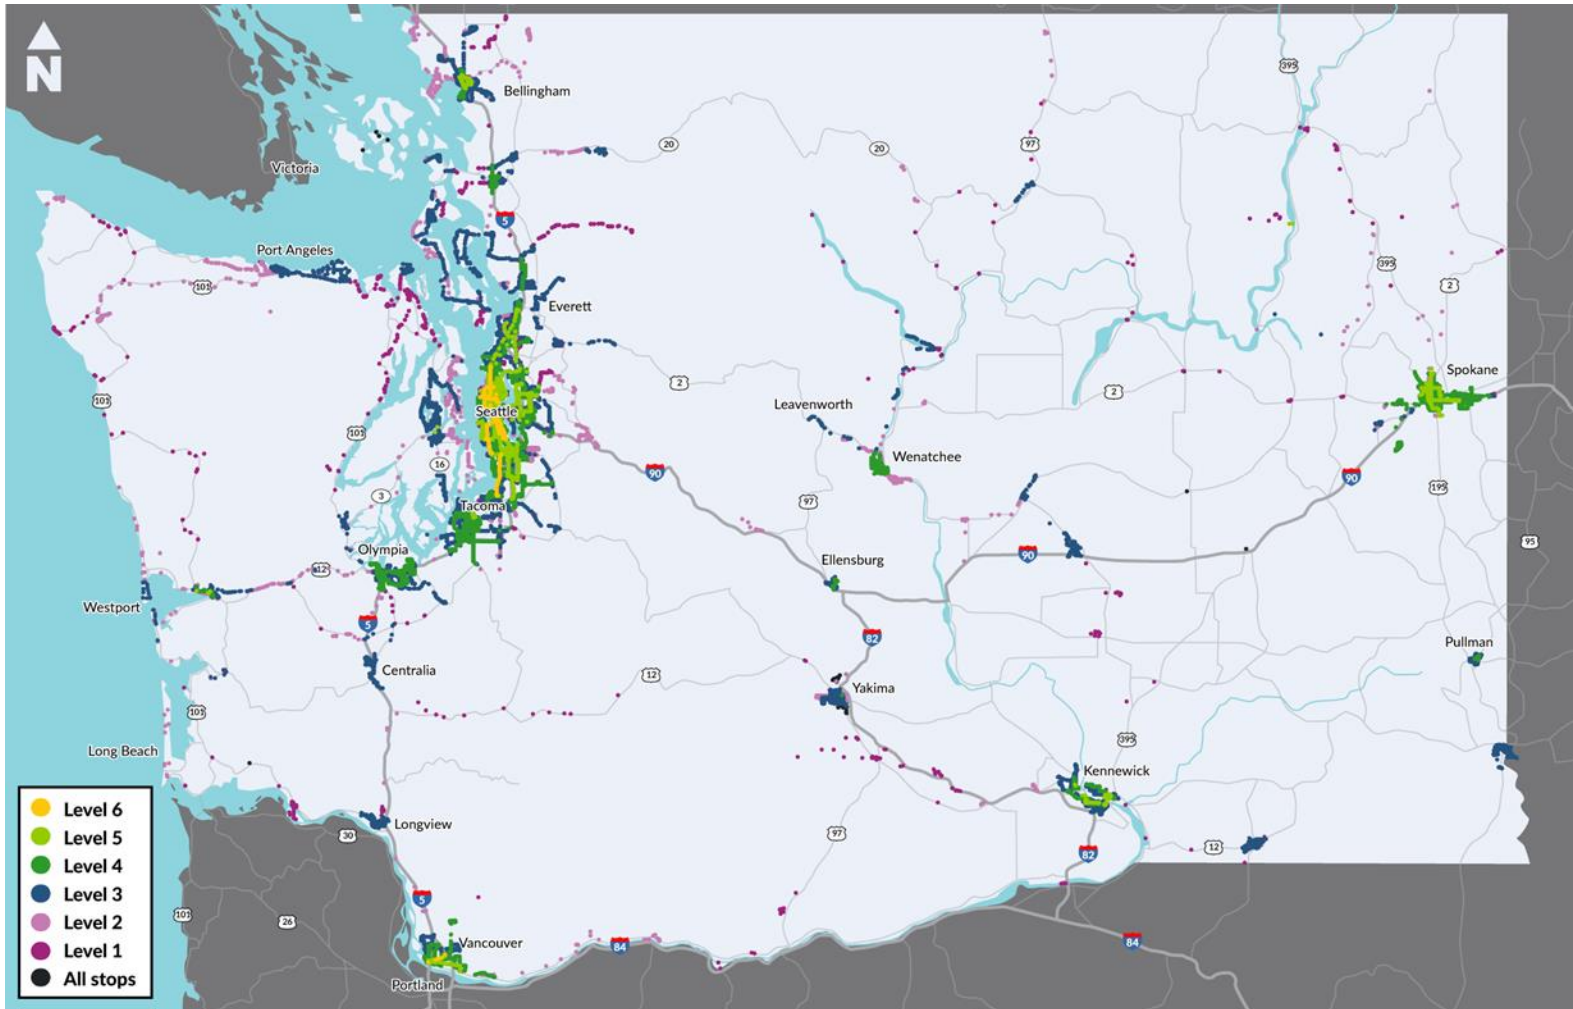 N
395
Bellingham
20
20
97
Victoria
5
Port Angeles
101
395
2
Everett
Spokane
2
2
101
Leavenworth
Seattle
101
Wenatchee
16
90
90
3
97
195
Tacoma
95
Olympia
90
Ellensburg
12
Westport
5
82
Pullman
Centralia
12
Yakima
101
Long Beach
395
Kennewick
Level 6
Level 5
Level 4
Level 3
Level 2
Level 1
All stops
Longview
30
97
12
82
5
101
26
Vancouver
84
84
Portland